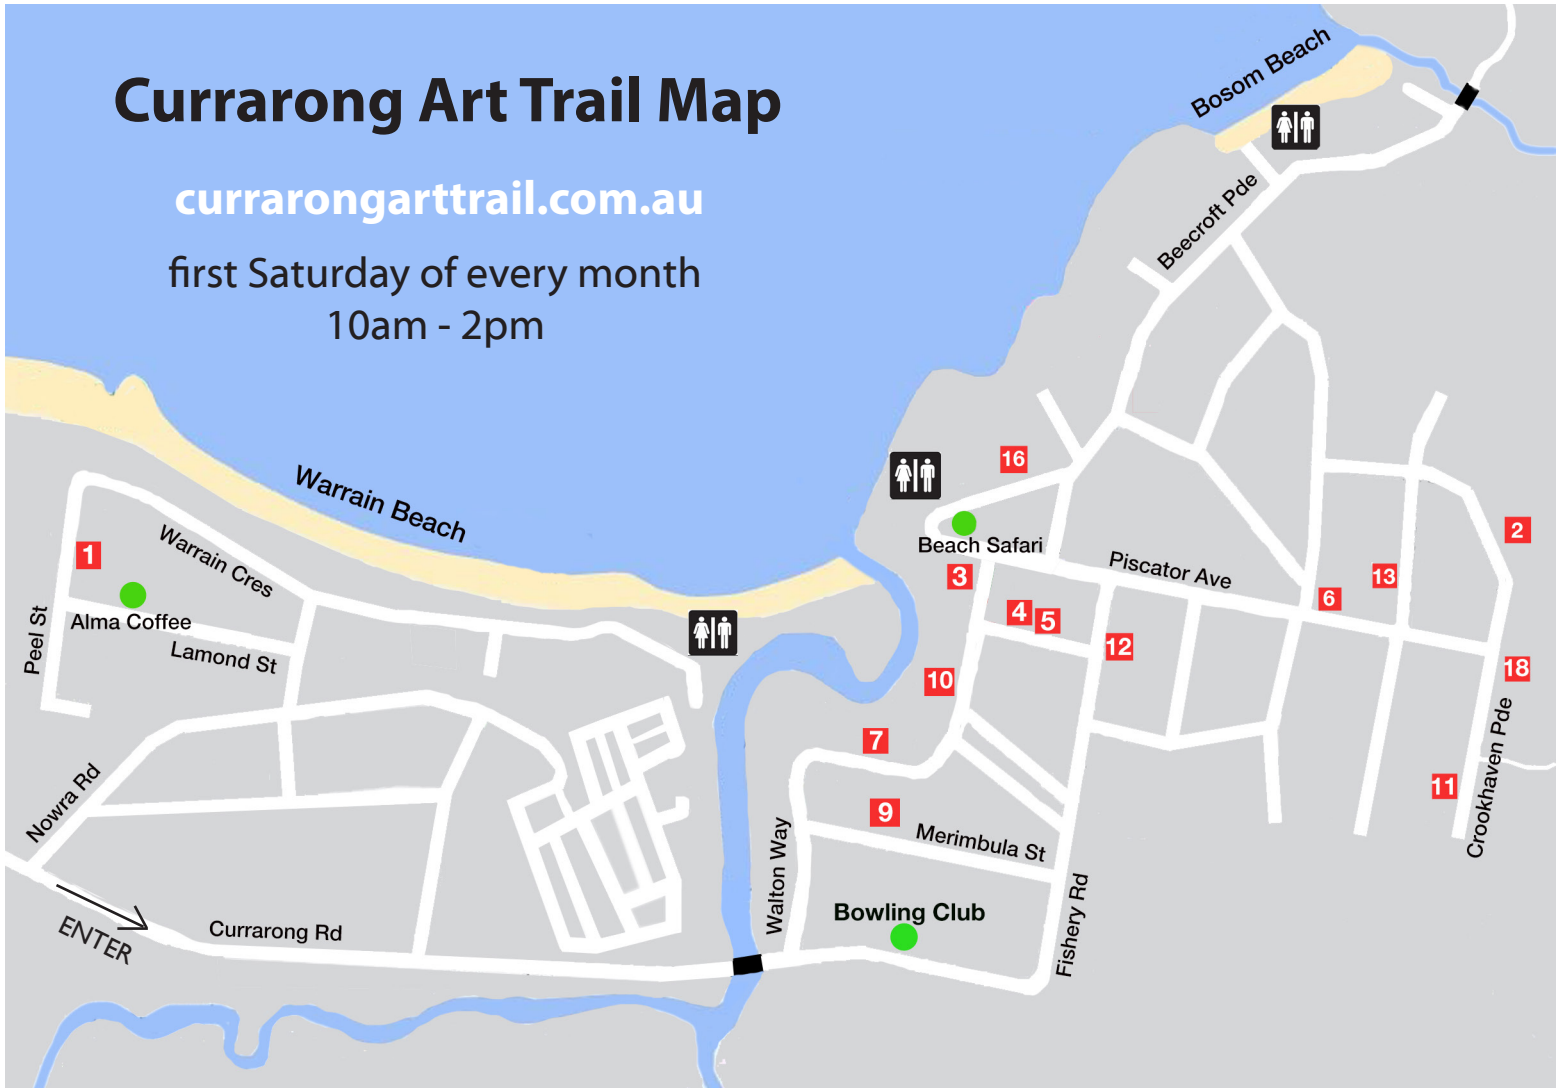 Currarong Art Trail Map
currarongarttrail.com.au
first Saturday of every month
10am - 2pm
Bosom Beach
Beecroft Pde
Warrain Beach
16
Beach Safari
2
1
Warrain Cres
Piscator Ave
3
13
6
Alma Coffee
4
5
Peel St
Lamond St
12
18
10
7
Crookhaven Pde
11
Nowra Rd
9
Merimbula St
Walton Way
Bowling Club
Fishery Rd
ENTER
Currarong Rd